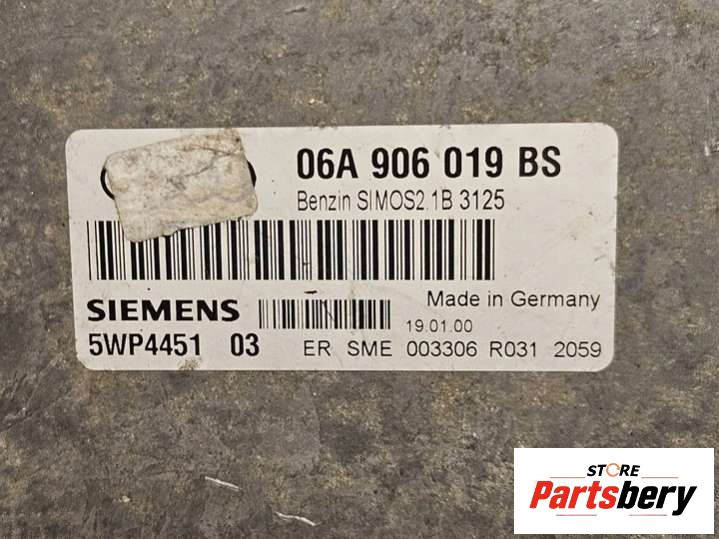 06A 906 019 BS
Benzin SIMOS2.1B 3125
SIEMENS
Made in Germany
19.01.00
5WP4451 03
ER SME 003306 R031 2059
STORE
Partsbery